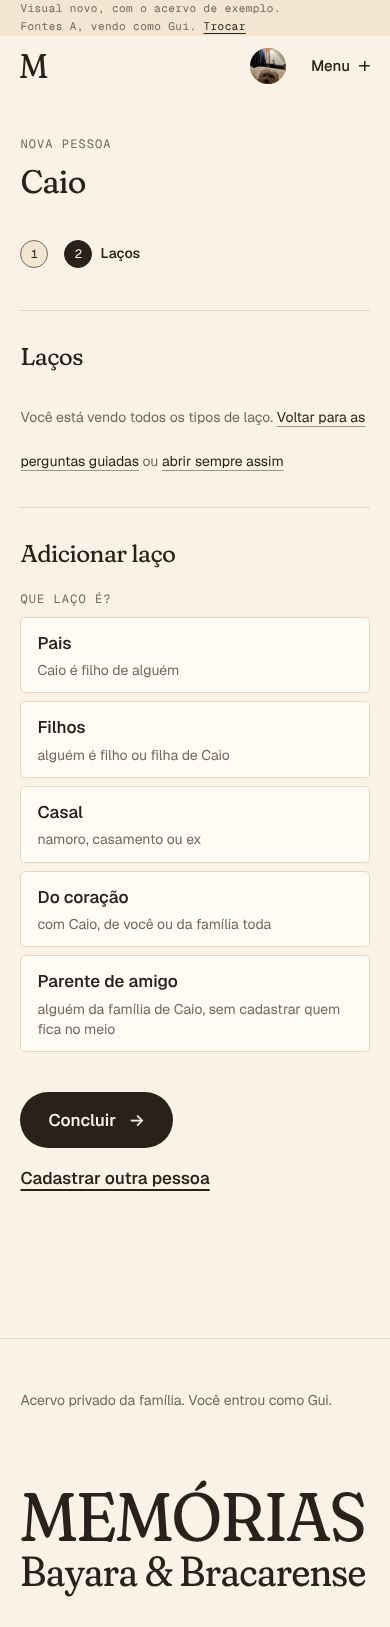 Visual novo, com o acervo de exemplo.
Fontes A, vendo como Gui. Trocar
M
Menu +
NOVA PESSOA
Caio
1 2 Laços
Laços
Você está vendo todos os tipos de laço. Voltar para as
perguntas guiadas ou abrir sempre assim
Adicionar laço
QUE LAÇO É?
Pais
Caio é filho de alguém
Filhos
alguém é filho ou filha de Caio
Casal
namoro, casamento ou ex
Do coração
com Caio, de você ou da família toda
Parente de amigo
alguém da família de Caio, sem cadastrar quem
fica no meio
Concluir →
Cadastrar outra pessoa
Acervo privado da família. Você entrou como Gui.
MEMÓRIAS
Bayara & Bracarense